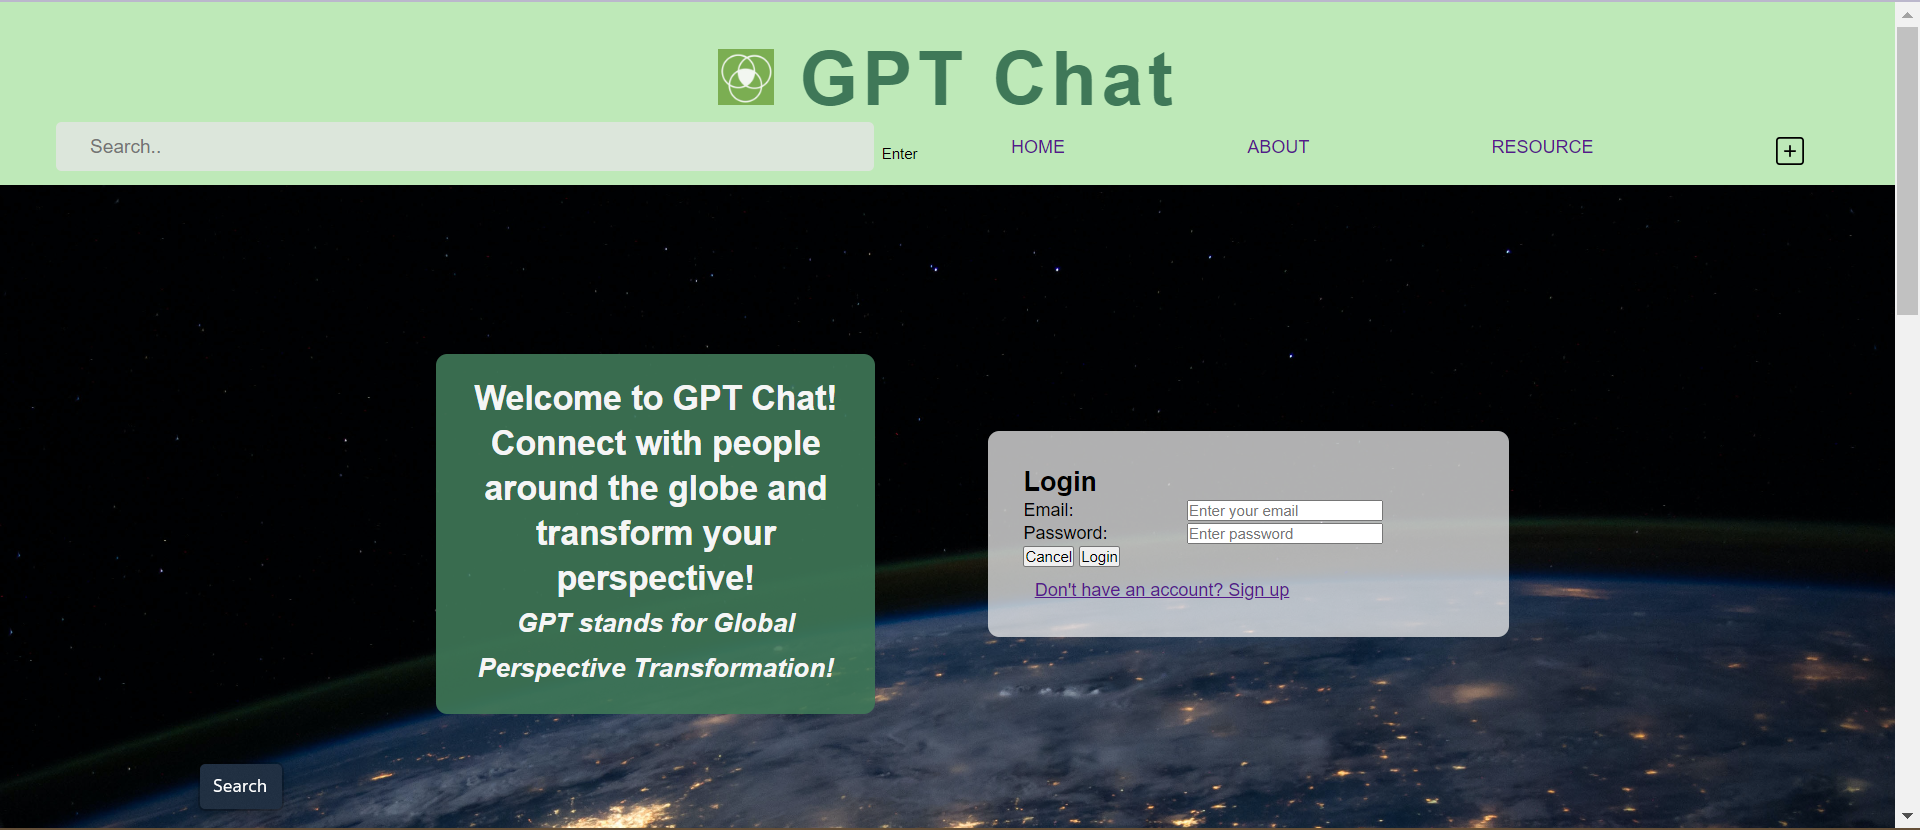 GPT Chat
Search..
Enter
HOME
ABOUT
RESOURCE
Welcome to GPT Chat!
Connect with people
around the globe and
transform your
perspective!
GPT stands for Global
Perspective Transformation!
Login
Email:
Enter your email
Password:
Enter password
Cancel Login
Don't have an account? Sign up
Search